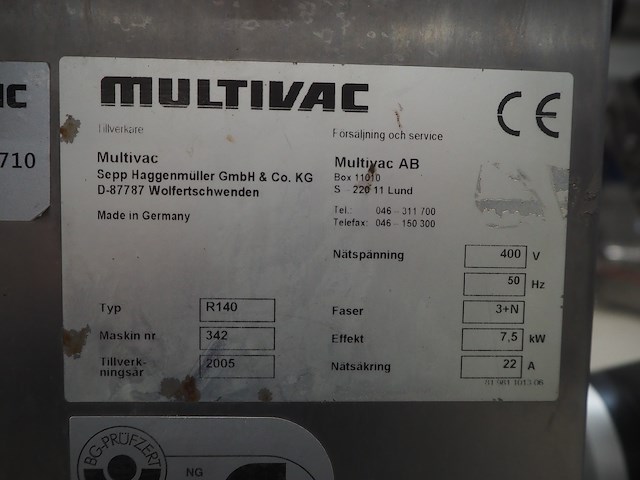 MULTIVAC
CE
IC
710
Tillverkare
Multivac
Sepp Haggenmüller GmbH & Co. KG
D-87787 Wolfertschwenden
Made in Germany
Försäljning och service
Multivac AB
Box 11010
S - 220 11 Lund
Tel.: 046 - 311 700
Telefax: 046 - 150 300
Nätspänning 400 V
50 Hz
Typ R140
Faser 3+N
Maskin nr 342
Effekt 7,5 kW
Tillverk-
ningsår 2005
Nätsäkring 22 A
BG-PRÜFZERT
NG